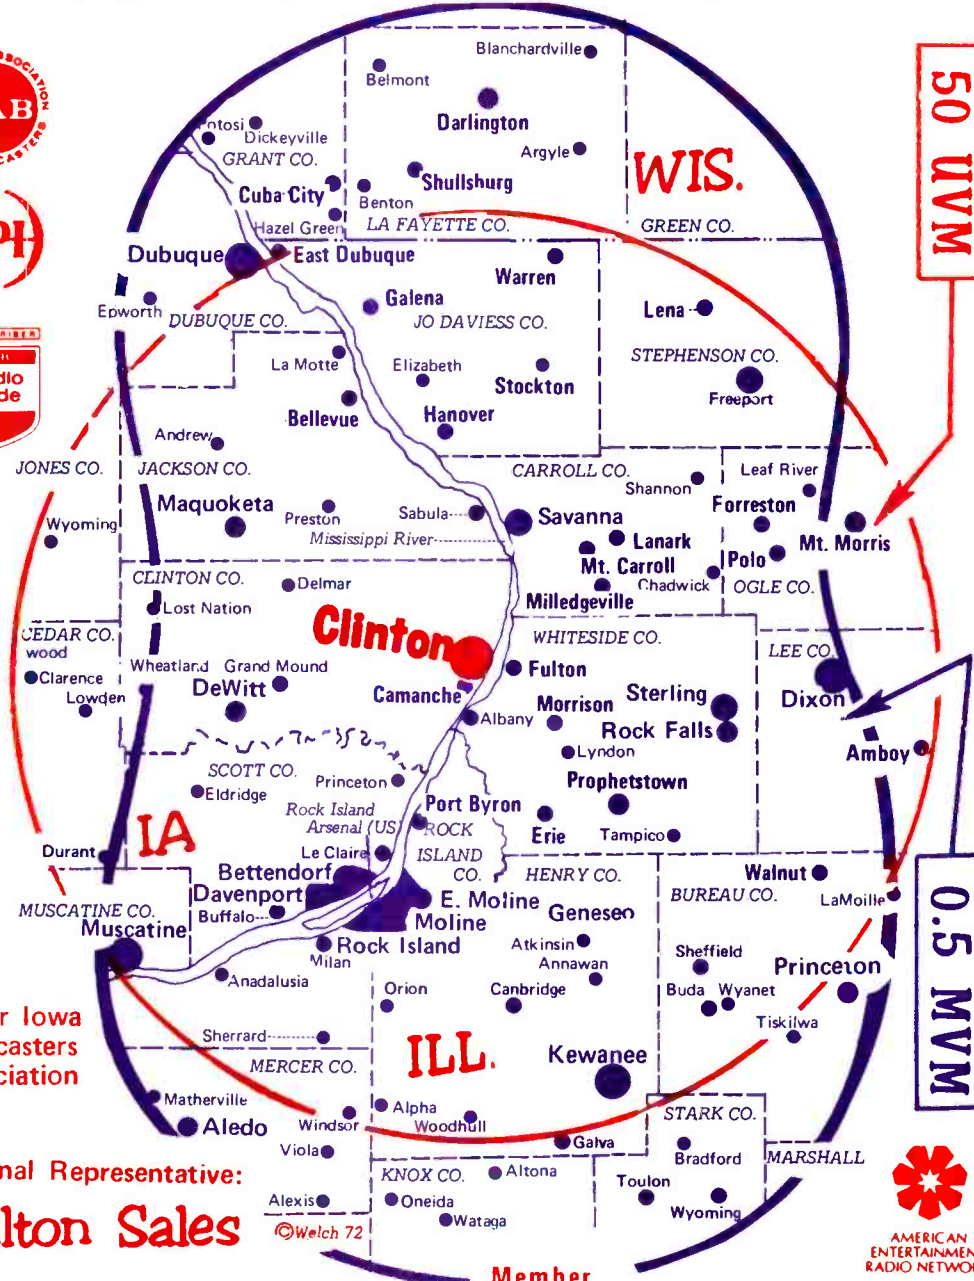 Blanchardville
Belmont
Darlington
Dickeyville
GRANT CO.
Argyle
WIS.
50 UVM
Cuba City
Shullsburg
Benton
Hazel Green
LA FAYETTE CO.
GREEN CO.
Dubuque
East Dubuque
Warren
Epworth
Galena
Lena
DUBUQUE CO.
JO DAVIESS CO.
La Motte
Elizabeth
STEPHENSON CO.
Stockton
Freeport
Bellevue
Hanover
Andrew
JONES CO.
JACKSON CO.
CARROLL CO.
Leaf River
Shannon
Maquoketa
Preston
Sabula
Savanna
Forreston
Wyoming
Mississippi River
Lanark
Mt. Morris
Mt. Carroll
Polo
CLINTON CO.
Delmar
Chadwick
OGLE CO.
Lost Nation
Milledgeville
Clinton
CEDAR CO.
wood
WHITESIDE CO.
LEE CO.
Wheatland
Grand Mound
Fulton
Clarence
DeWitt
Camanche
Lowden
Morrison
Sterling
Dixon
Albany
Rock Falls
Lyndon
Amboy
SCOTT CO.
Princeton
Eldridge
Prophetstown
Rock Island
Arsenal (US)
Port Byron
IA
ROCK
ISLAND
CO.
Erie
Tampico
Durant
Le Claire
Bettendorf
HENRY CO.
Walnut
Davenport
BUREAU CO.
LaMoille
0.5 MVM
MUSCATINE CO.
Buffalo
E. Moline
Moline
Geneseo
Muscatine
Rock Island
Atkinsin
Milan
Annawan
Sheffield
Princeton
Anadalusia
Orion
Canbridge
Buda
Wyanet
Tiskilwa
r Iowa
casters
ciation
Sherrard
ILL.
Kewanee
MERCER CO.
Matherville
Alpha
STARK CO.
Aledo
Windsor
Woodhull
Galva
Viola
Bradford
MARSHALL
nal Representative:
KNOX CO.
Altona
Toulon
Alexis
Oneida
Wyoming
lton Sales
©Welch 72
Wataga
AMERICAN
ENTERTAINMEN
RADIO NETWO
Member